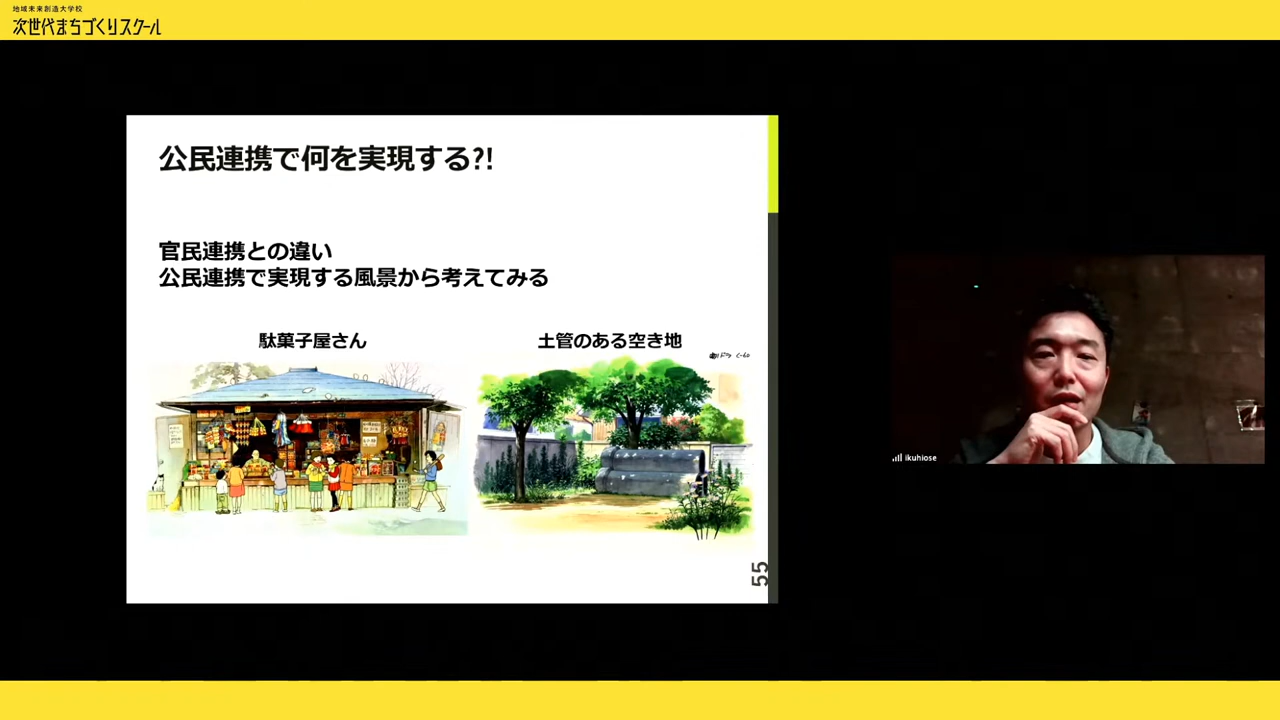 地域未来創造大学校
次世代まちづくりスクール
公民連携で何を実現する?!
官民連携との違い
公民連携で実現する風景から考えてみる
駄菓子屋さん
土管のある空き地
55
ikuhiose